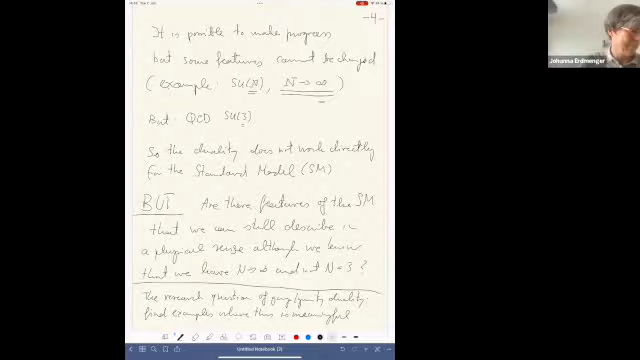 -4-
It is possible to make progress
but some features cannot be changed
(example: SU(N), N → ∞)
But: QCD SU(3)
So the duality does not work directly
for the Standard Model (SM)
BUT Are there features of the SM
that we can still describe in
a physical sense although we know
that we have N→∞ and not N=3?
The research question of gauge/gravity duality:
find examples where this is meaningful
Untitled Notebook (2)
Johanna Erdmenger